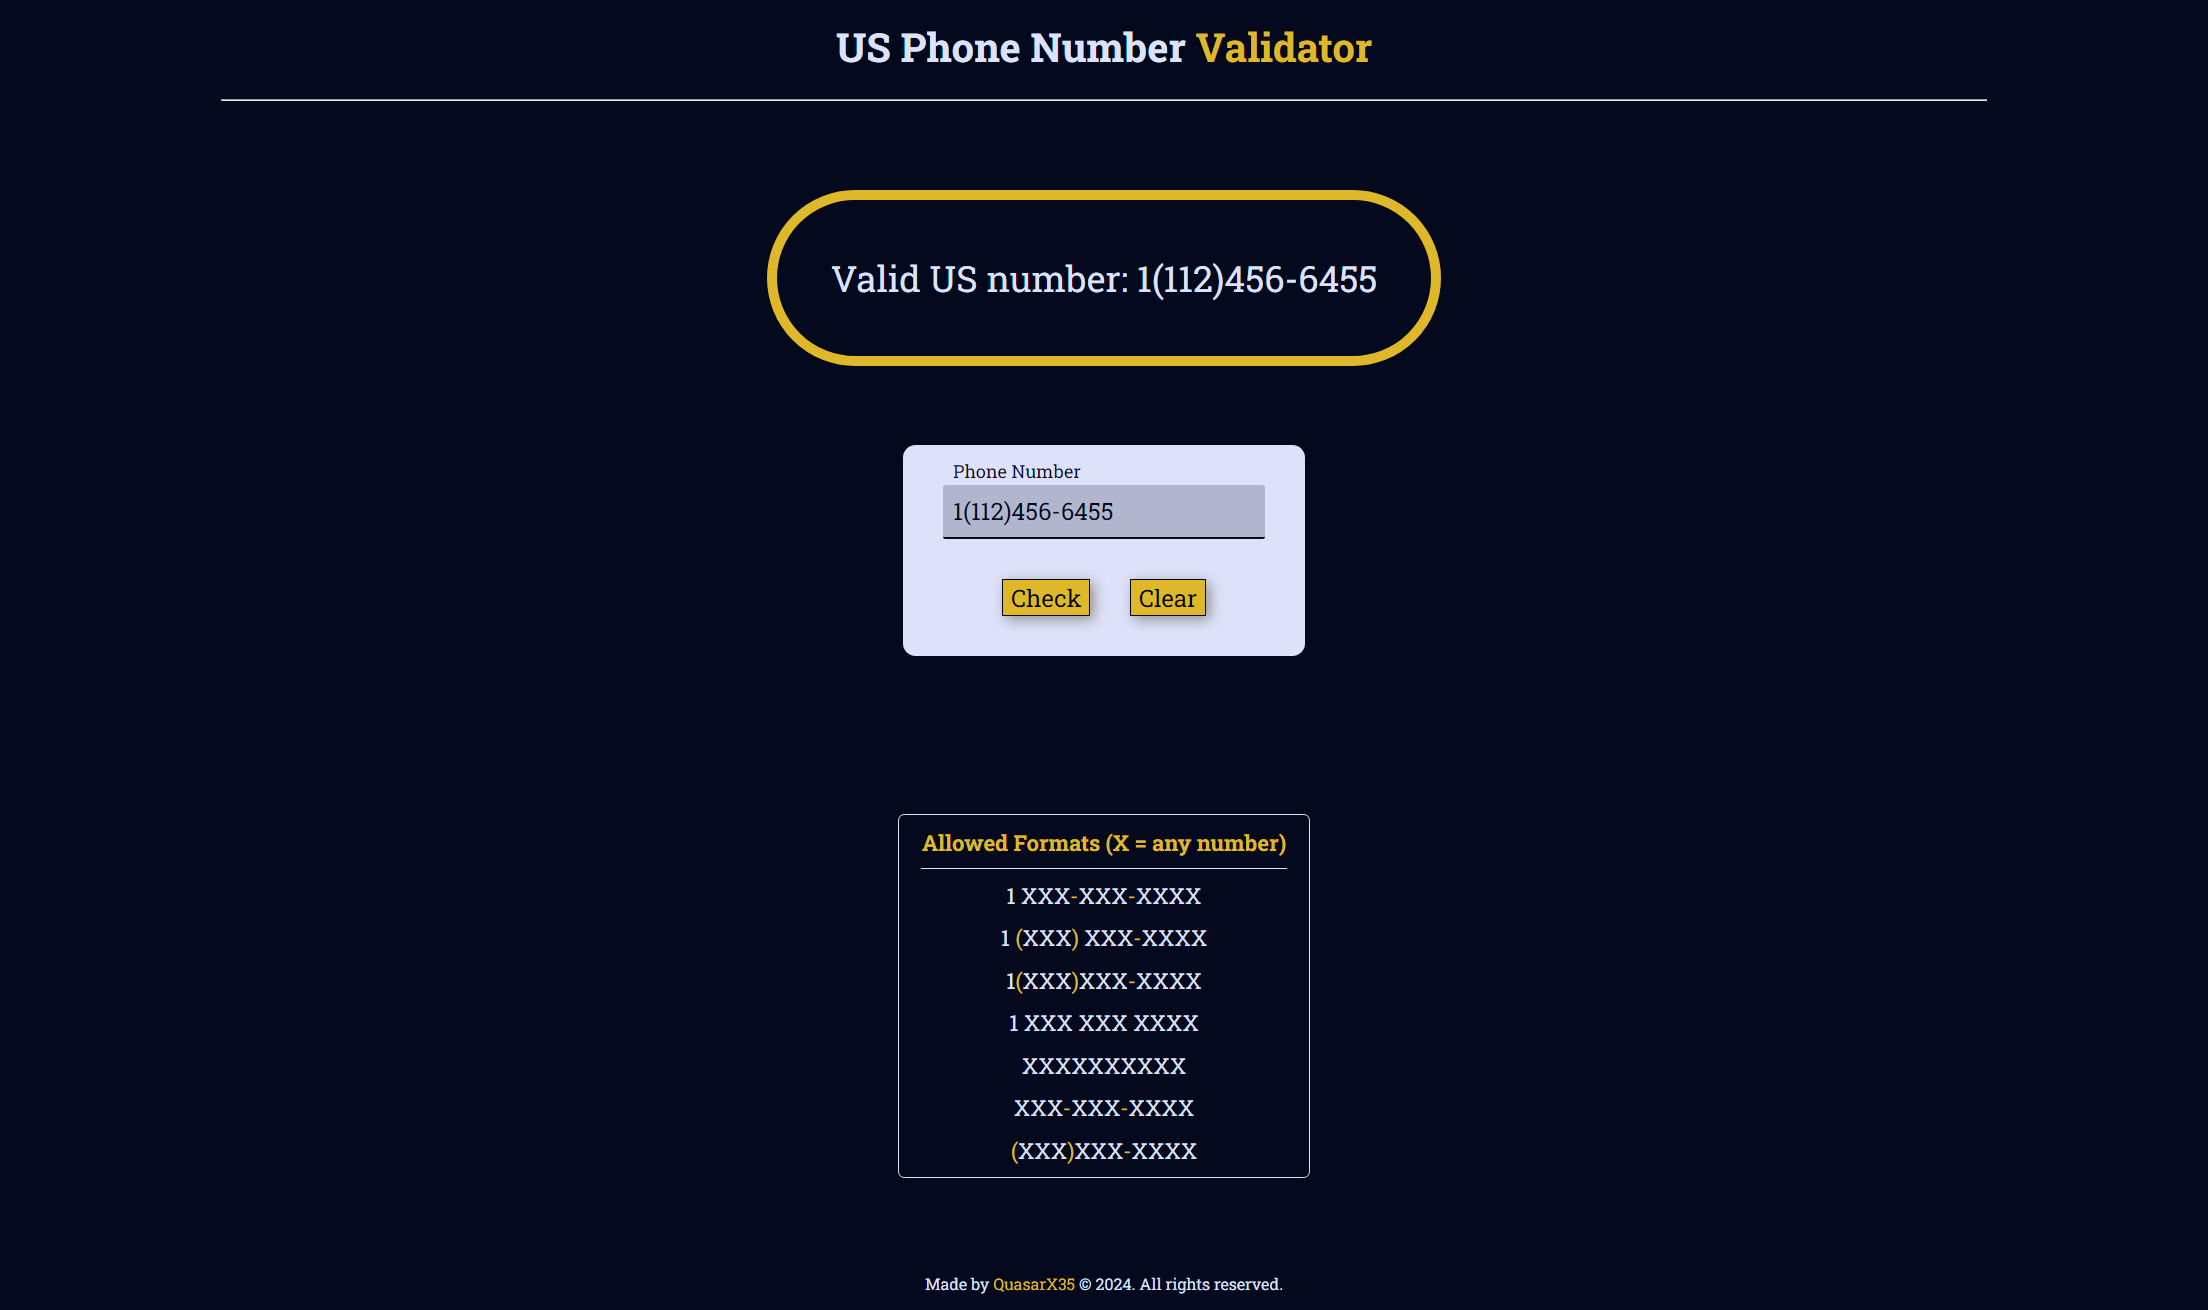 US Phone Number Validator
Valid US number: 1(112)456-6455
Phone Number
1(112)456-6455
Check Clear
Allowed Formats (X = any number)
1 XXX-XXX-XXXX
1 (XXX) XXX-XXXX
1(XXX)XXX-XXXX
1 XXX XXX XXXX
XXXXXXXXXX
XXX-XXX-XXXX
(XXX)XXX-XXXX
Made by QuasarX35 © 2024. All rights reserved.